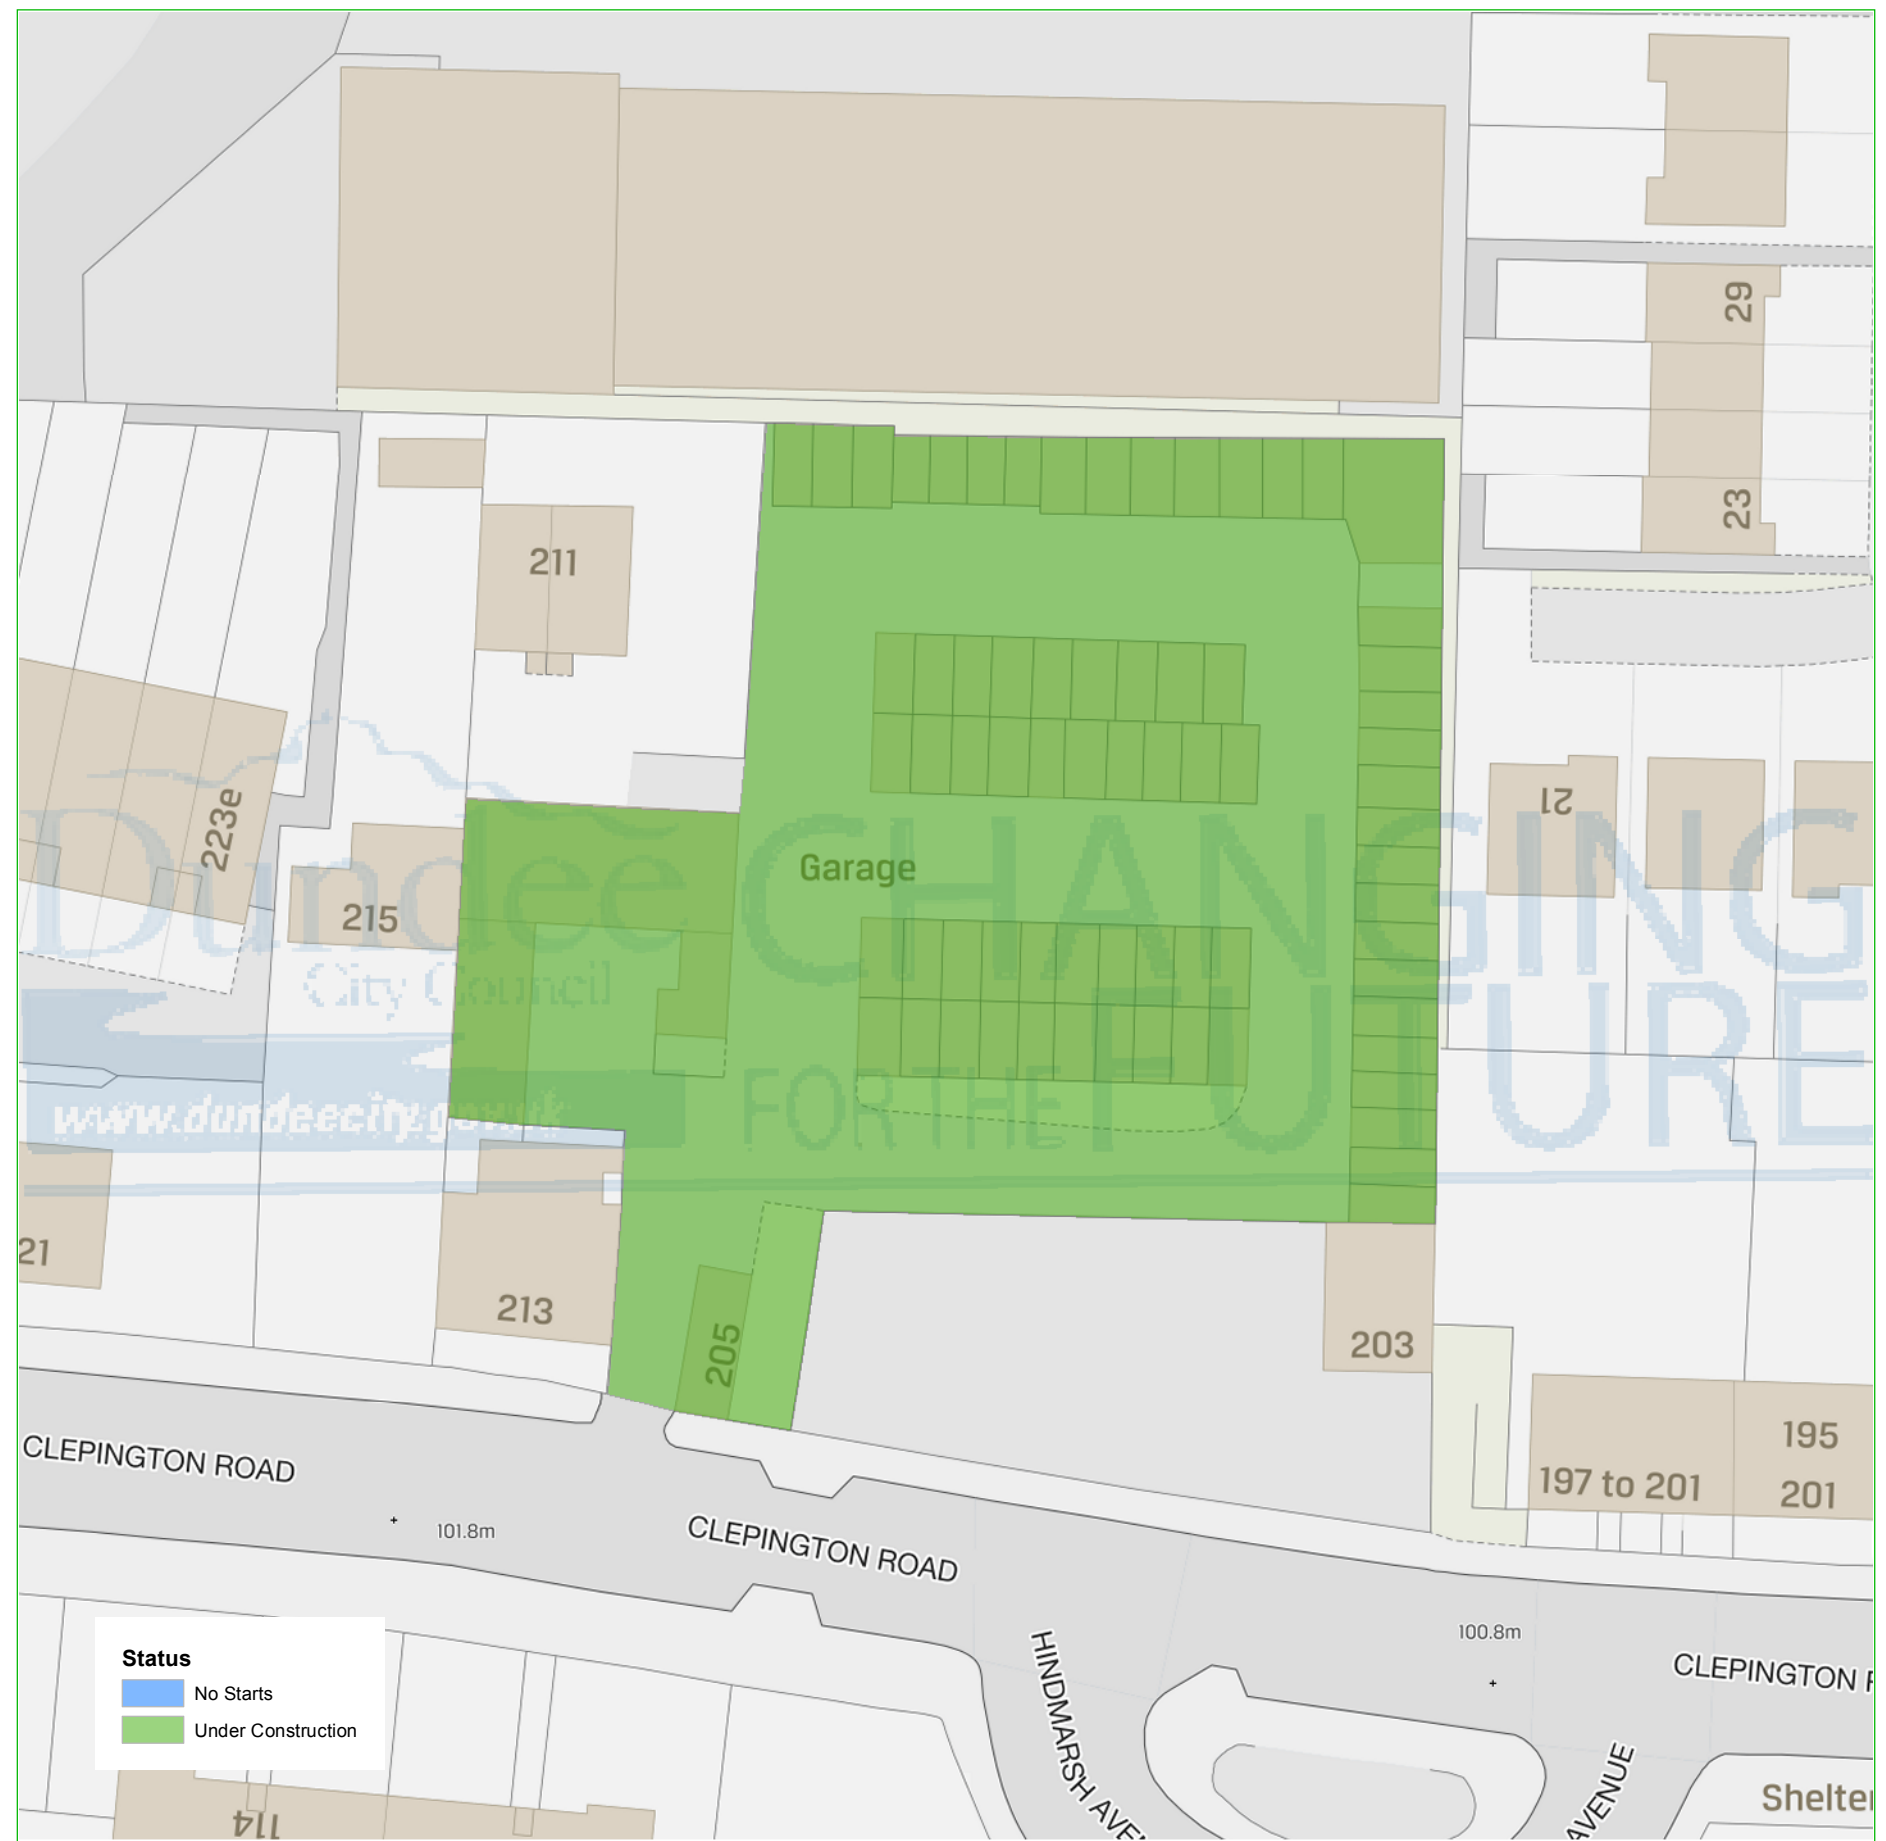 29
23
211
21
223e
Garage
215
Dundee
City Council
CHANGING
FOR THE FUTURE
www.dundeecity.gov.uk
21
213
205
203
195
197 to 201
201
CLEPINGTON ROAD
101.8m
CLEPINGTON ROAD
100.8m
CLEPINGTON R
HINDMARSH AVE
AVENUE
Shelter
Status
No Starts
Under Construction
114